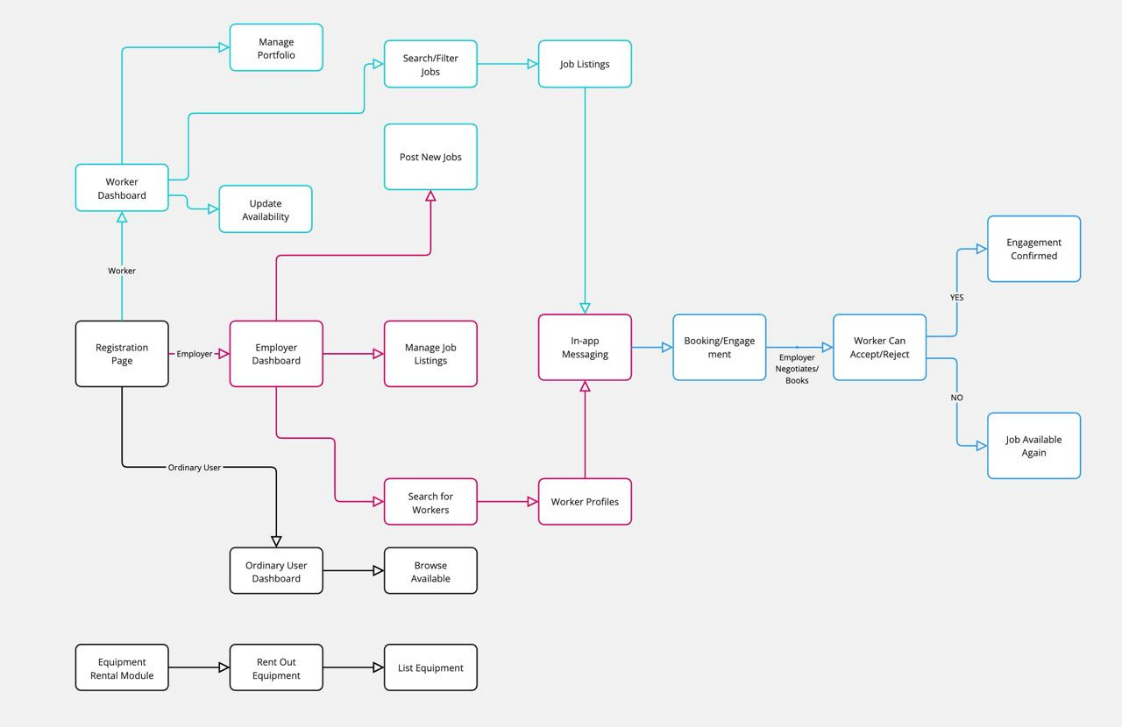 Manage
Portfolio
Search/Filter
Jobs
Job Listings
Post New Jobs
Worker
Dashboard
Update
Availability
Worker
Engagement
Confirmed
YES
Registration
Page
Employer
Employer
Dashboard
Manage Job
Listings
In-app
Messaging
Booking/Engage
ment
Employer
Negotiates/
Books
Worker Can
Accept/Reject
NO
Job Available
Again
Ordinary User
Search for
Workers
Worker Profiles
Ordinary User
Dashboard
Browse
Available
Equipment
Rental Module
Rent Out
Equipment
List Equipment